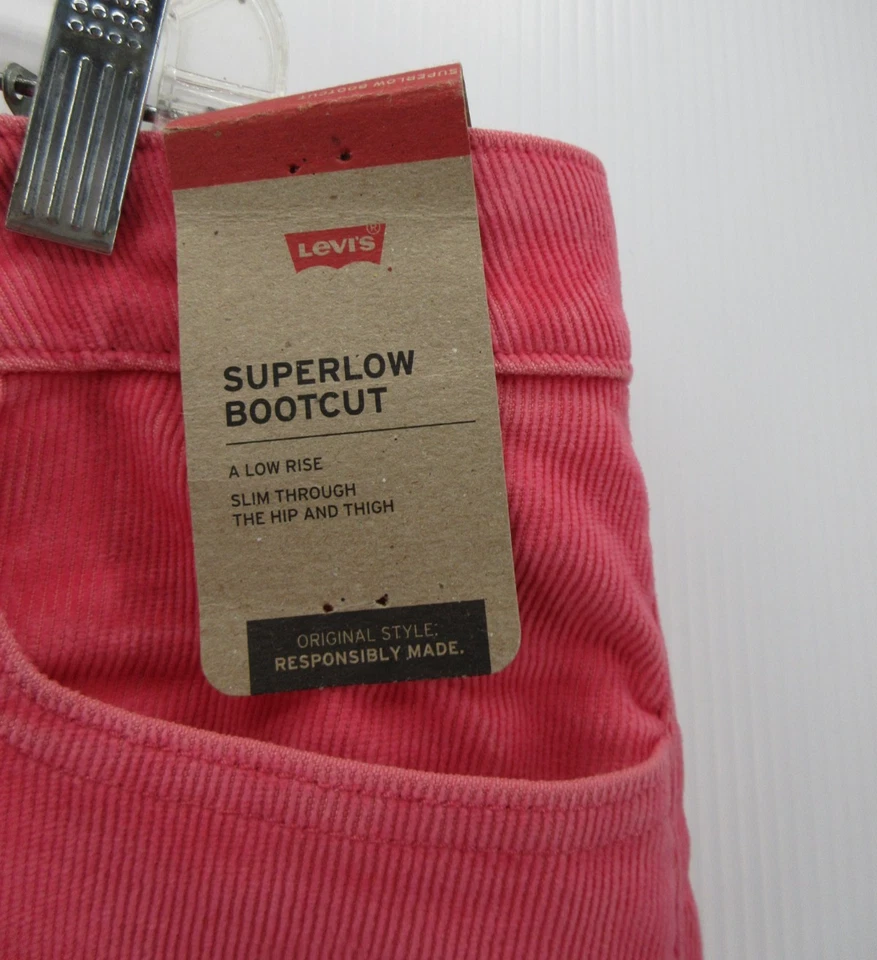 SUPERLOW BOOTCUT
LEVI'S®
SUPERLOW
BOOTCUT
A LOW RISE
SLIM THROUGH
THE HIP AND THIGH
ORIGINAL STYLE.
RESPONSIBLY MADE.